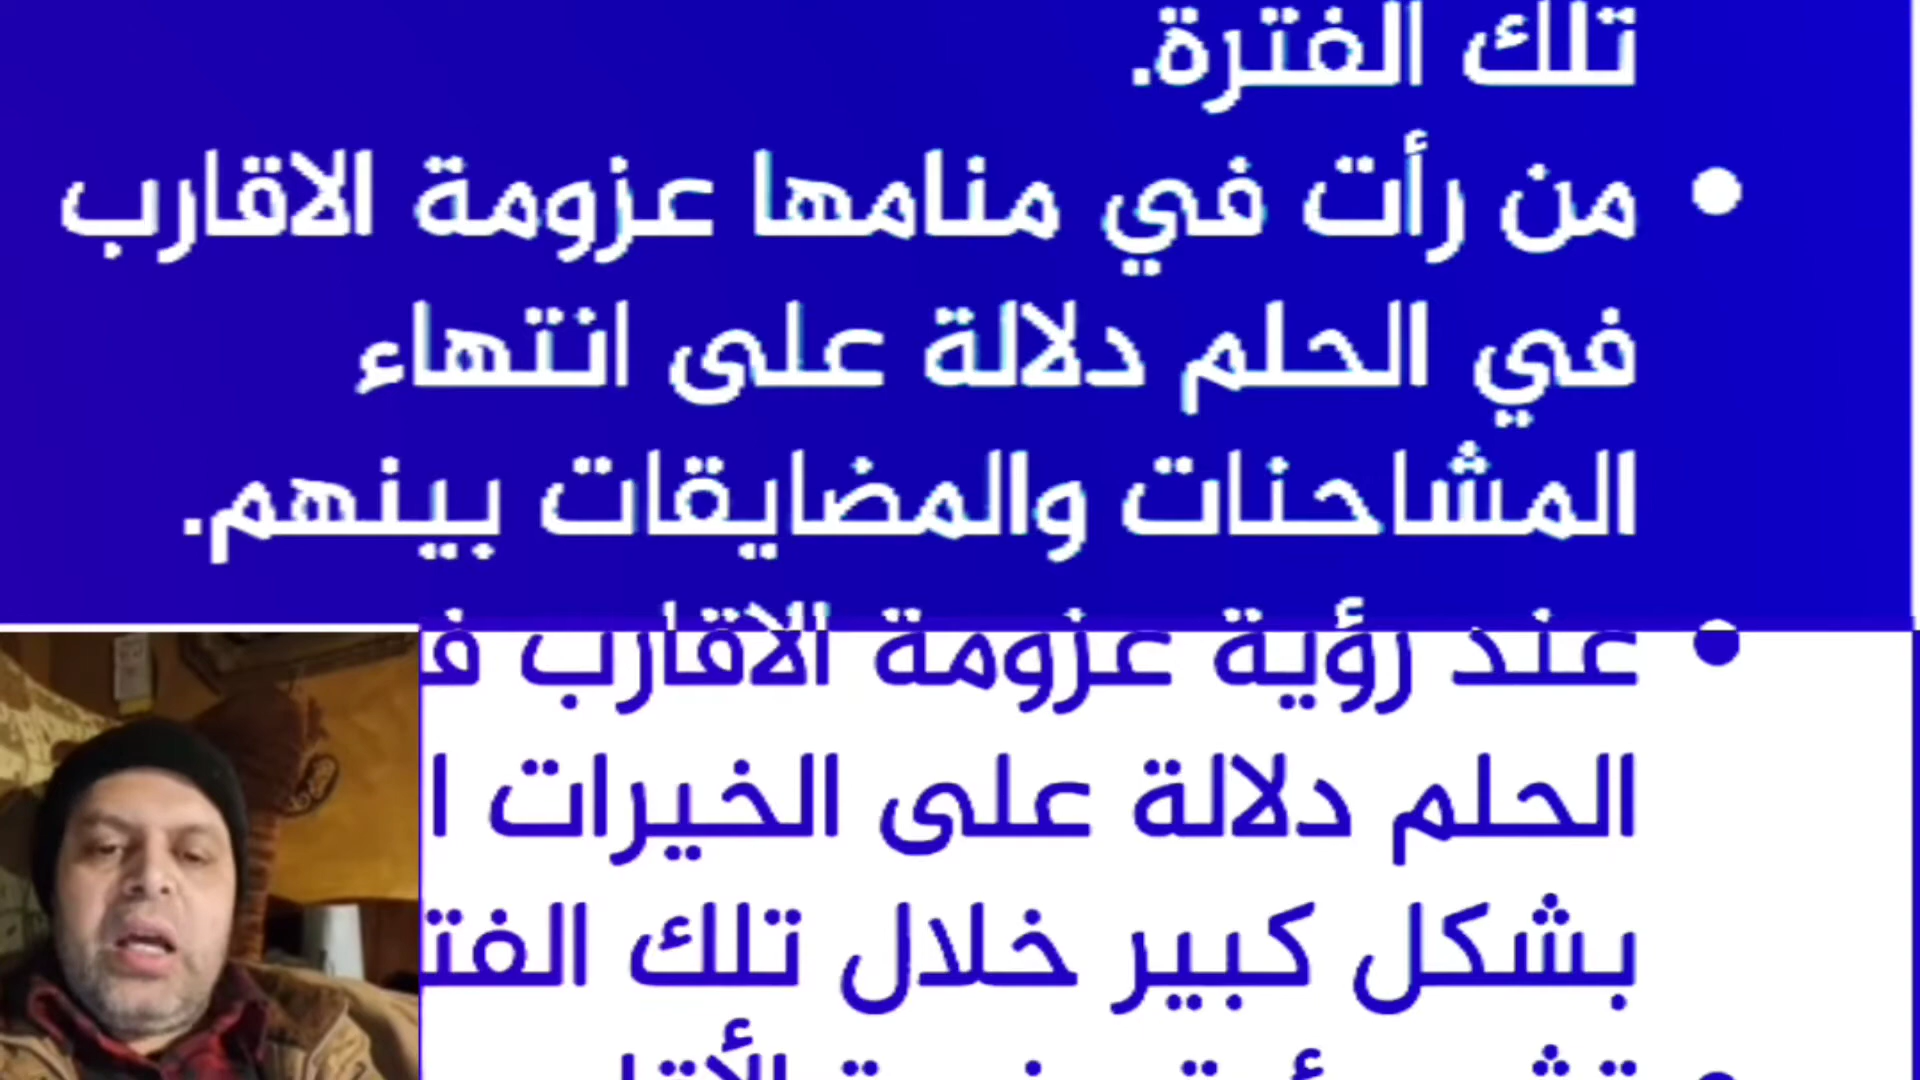 تلك الفترة.
من رأت في منامها عزومة الاقارب
في الحلم دلالة على انتهاء
المشاحنات والمضايقات بينهم.
عند رؤية عزومة الاقارب
الحلم دلالة على الخيرات
بشكل كبير خلال تلك